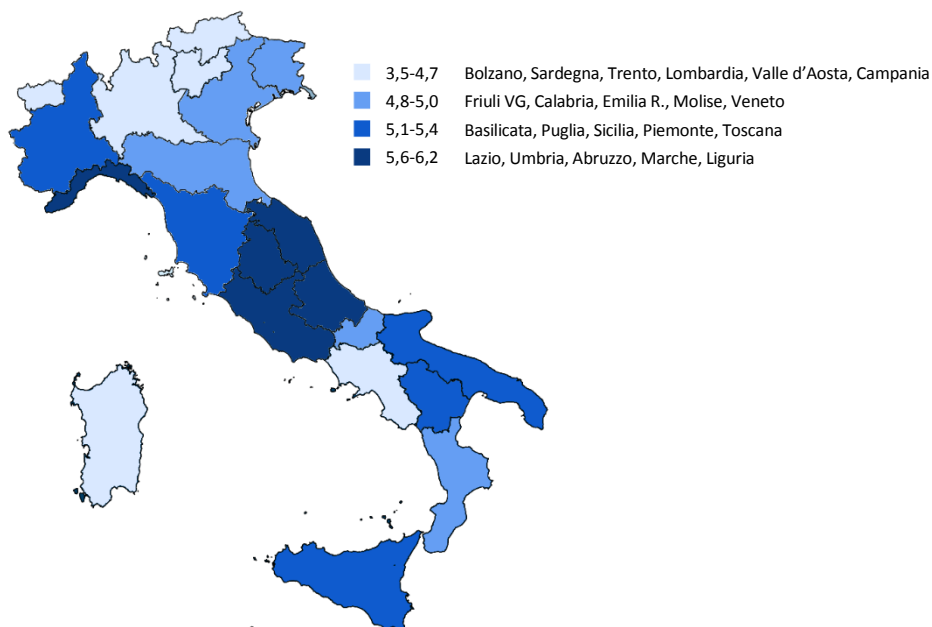 3,5-4,7 Bolzano, Sardegna, Trento, Lombardia, Valle d’Aosta, Campania
4,8-5,0 Friuli VG, Calabria, Emilia R., Molise, Veneto
5,1-5,4 Basilicata, Puglia, Sicilia, Piemonte, Toscana
5,6-6,2 Lazio, Umbria, Abruzzo, Marche, Liguria